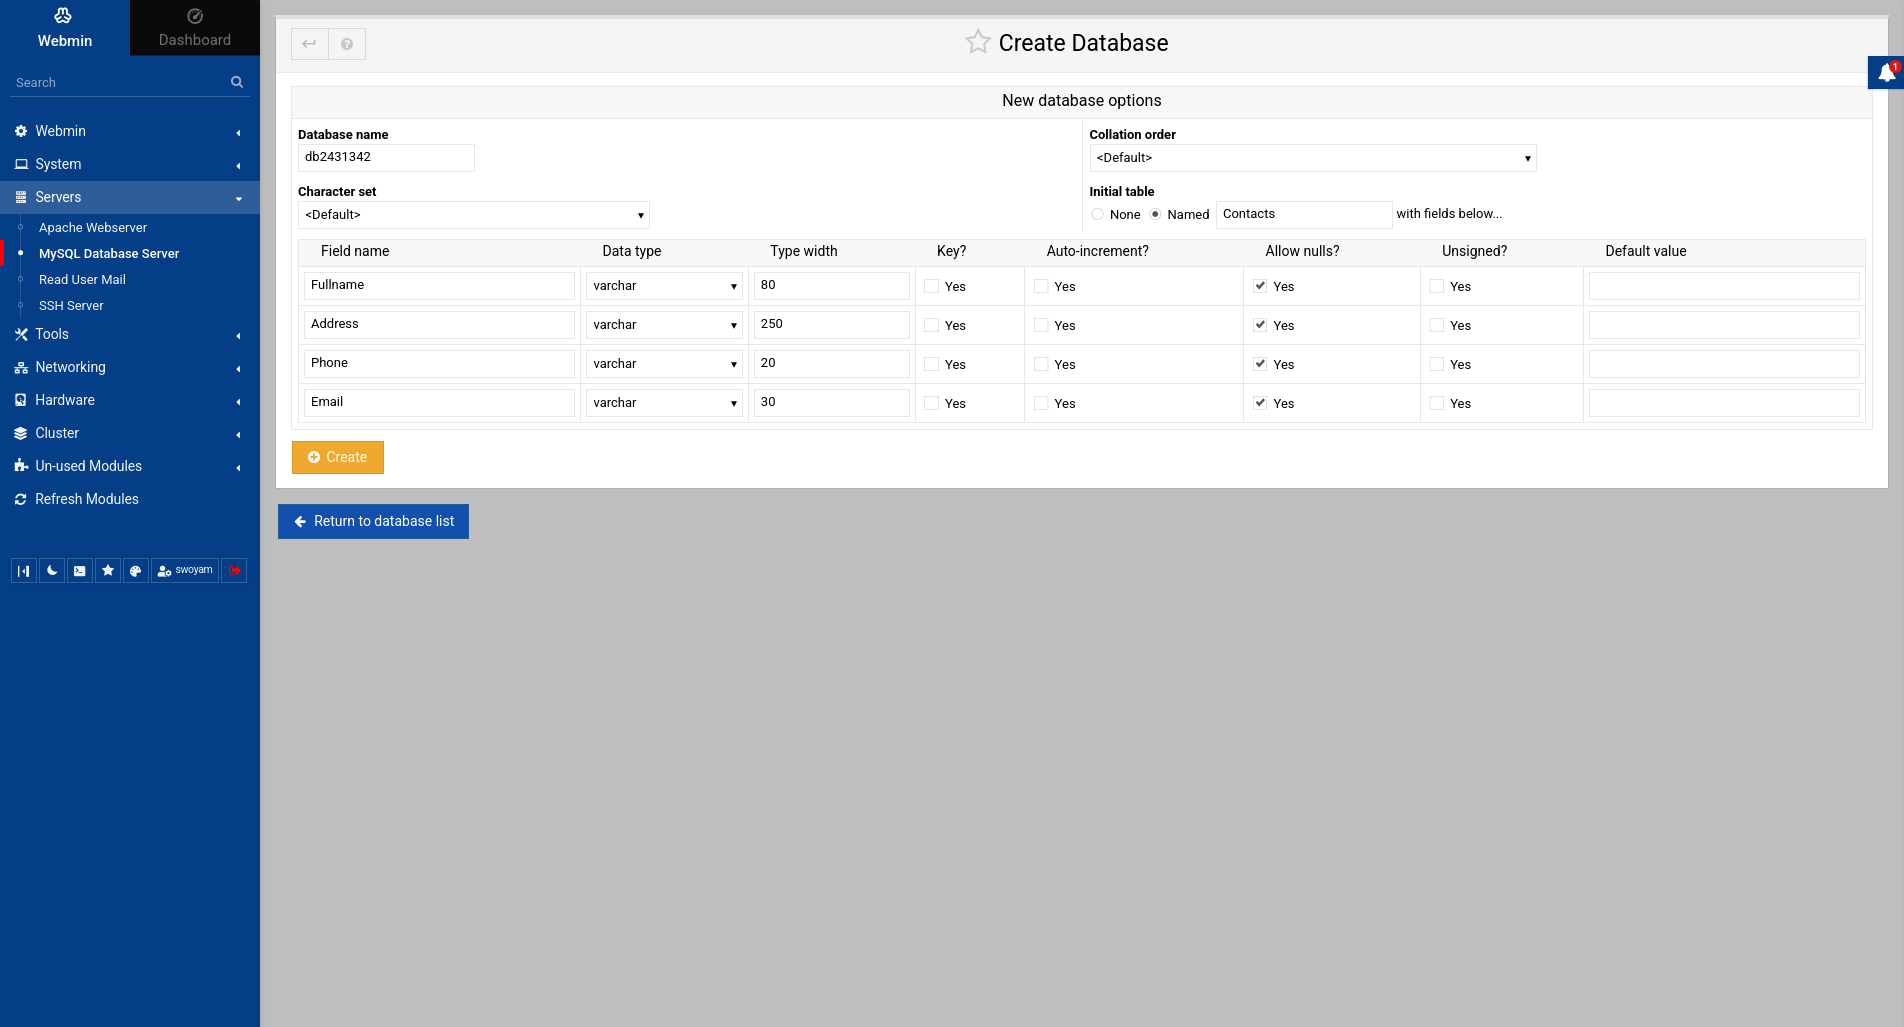 Webmin
Dashboard
Search
Webmin
System
Servers
Apache Webserver
MySQL Database Server
Read User Mail
SSH Server
Tools
Networking
Hardware
Cluster
Un-used Modules
Refresh Modules
swoyam
Create Database
1
New database options
Database name
db2431342
Collation order
<Default>
Character set
<Default>
Initial table
None Named Contacts with fields below...
Field name Data type Type width Key? Auto-increment? Allow nulls? Unsigned? Default value
Fullname varchar 80 Yes Yes Yes Yes
Address varchar 250 Yes Yes Yes Yes
Phone varchar 20 Yes Yes Yes Yes
Email varchar 30 Yes Yes Yes Yes
Create
Return to database list